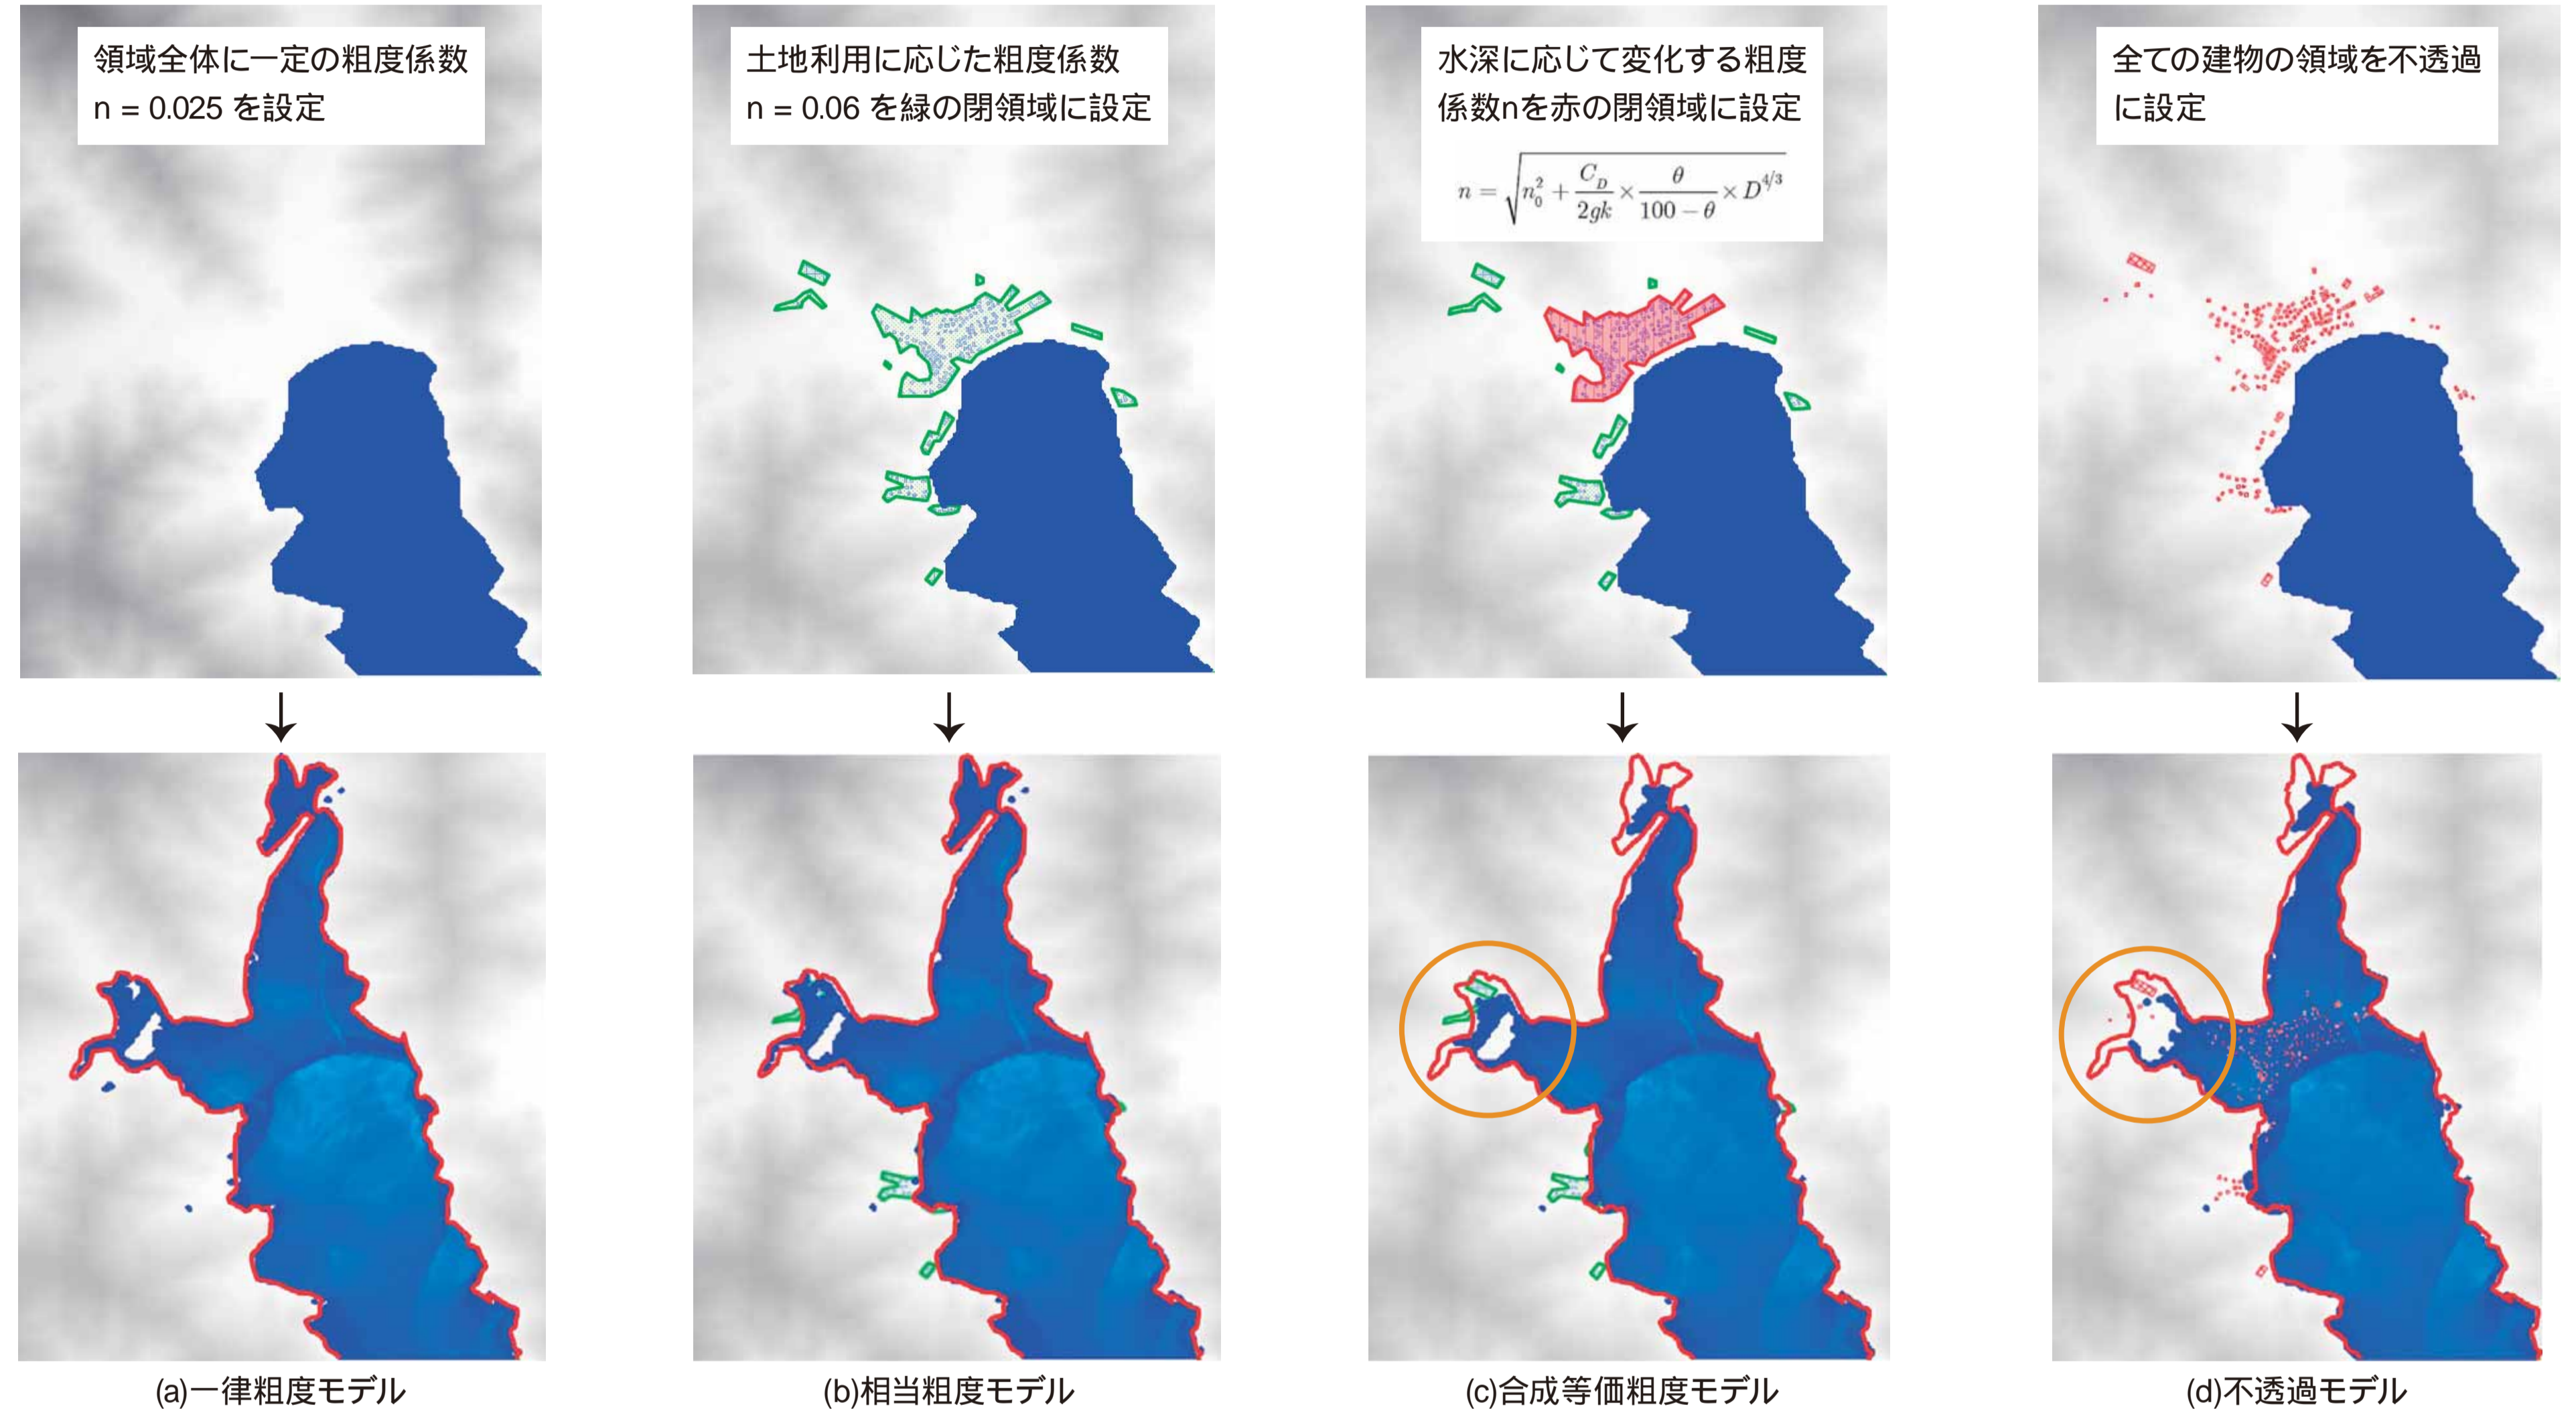 領域全体に一定の粗度係数
n = 0.025 を設定
土地利用に応じた粗度係数
n = 0.06 を緑の閉領域に設定
水深に応じて変化する粗度
係数nを赤の閉領域に設定
n = √(n₀² + C_D/2gk × θ/(100 − θ) × D^{4/3})
全ての建物の領域を不透過
に設定
(a)一律粗度モデル
(b)相当粗度モデル
(c)合成等価粗度モデル
(d)不透過モデル